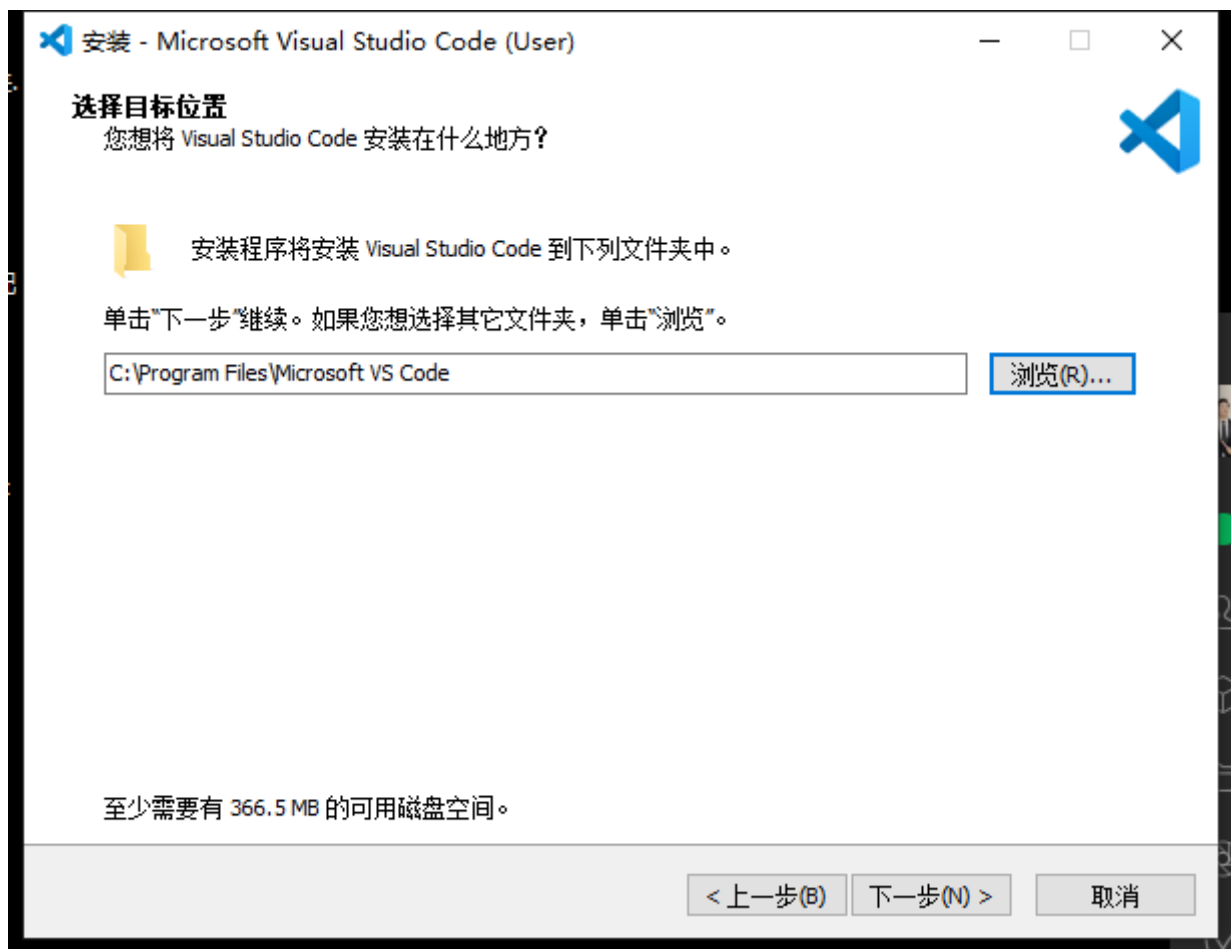 安装 - Microsoft Visual Studio Code (User)
选择目标位置
您想将 Visual Studio Code 安装在什么地方?
安装程序将安装 Visual Studio Code 到下列文件夹中。
单击"下一步"继续。如果您想选择其它文件夹，单击"浏览"。
C:\Program Files\Microsoft VS Code
浏览(R)...
至少需要有 366.5 MB 的可用磁盘空间。
< 上一步(B)
下一步(N) >
取消